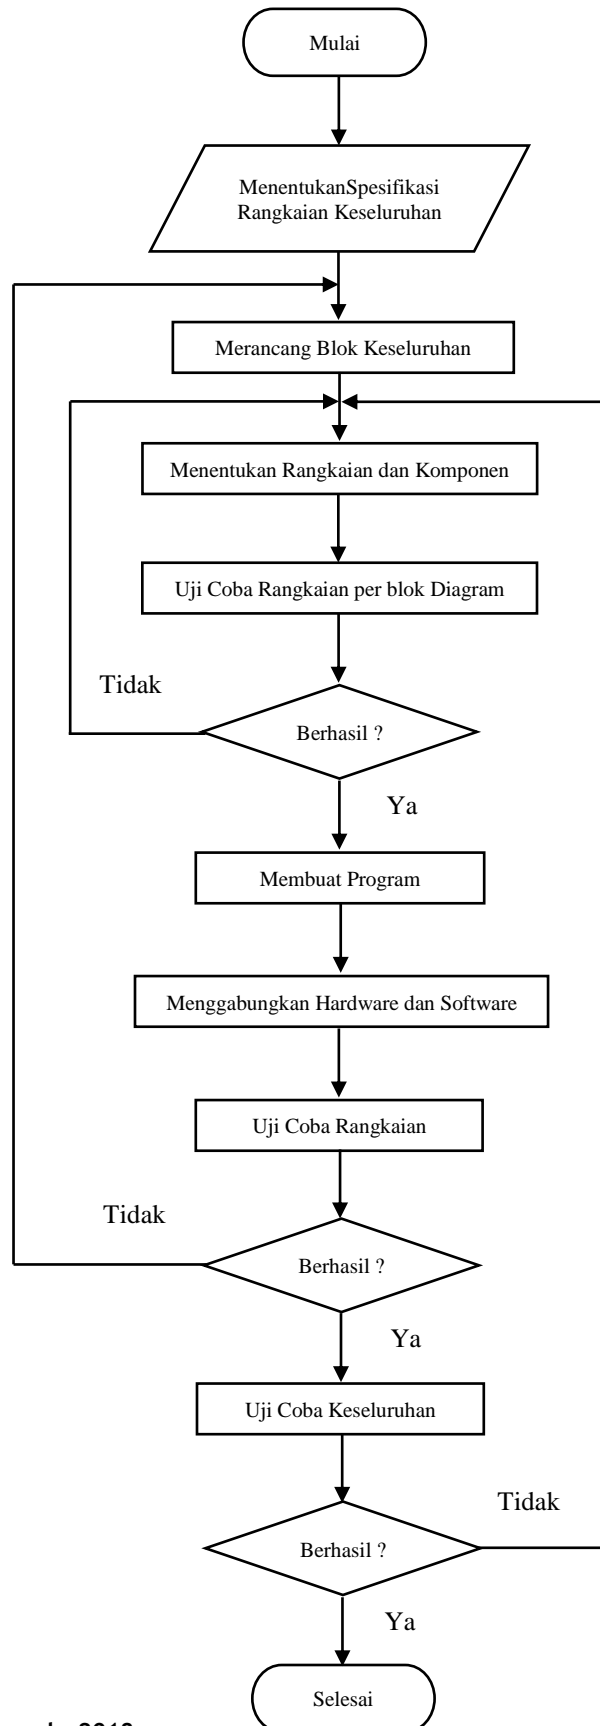 Mulai
MenentukanSpesifikasi
Rangkaian Keseluruhan
Merancang Blok Keseluruhan
Menentukan Rangkaian dan Komponen
Uji Coba Rangkaian per blok Diagram
Tidak
Berhasil ?
Ya
Membuat Program
Menggabungkan Hardware dan Software
Uji Coba Rangkaian
Tidak
Berhasil ?
Ya
Uji Coba Keseluruhan
Tidak
Berhasil ?
Ya
Selesai